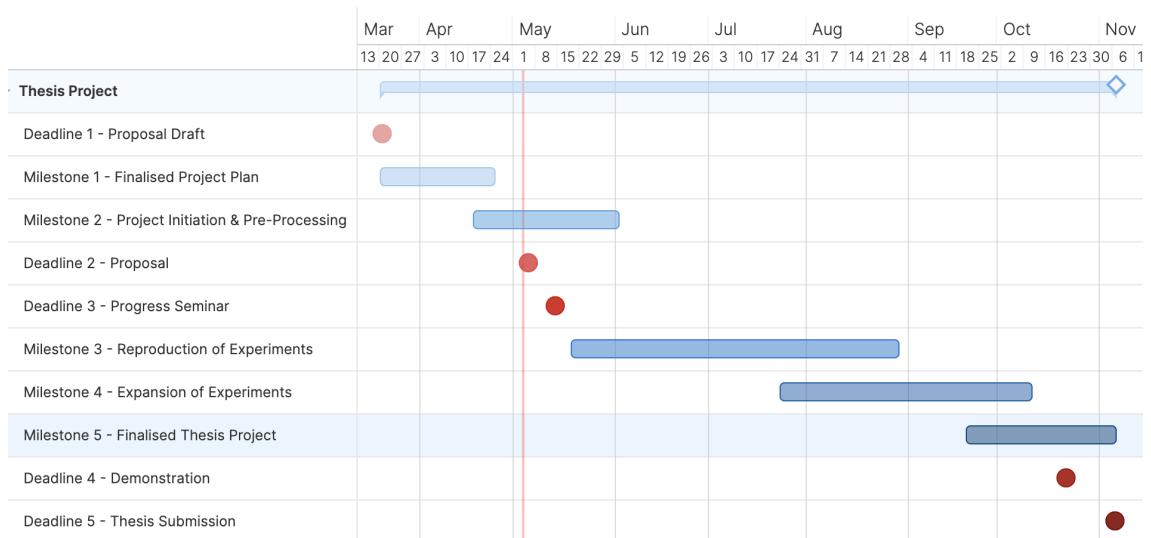 Mar Apr May Jun Jul Aug Sep Oct Nov
13 20 27 3 10 17 24 1 8 15 22 29 5 12 19 26 3 10 17 24 31 7 14 21 28 4 11 18 25 2 9 16 23 30 6 1
Thesis Project
Deadline 1 - Proposal Draft
Milestone 1 - Finalised Project Plan
Milestone 2 - Project Initiation & Pre-Processing
Deadline 2 - Proposal
Deadline 3 - Progress Seminar
Milestone 3 - Reproduction of Experiments
Milestone 4 - Expansion of Experiments
Milestone 5 - Finalised Thesis Project
Deadline 4 - Demonstration
Deadline 5 - Thesis Submission